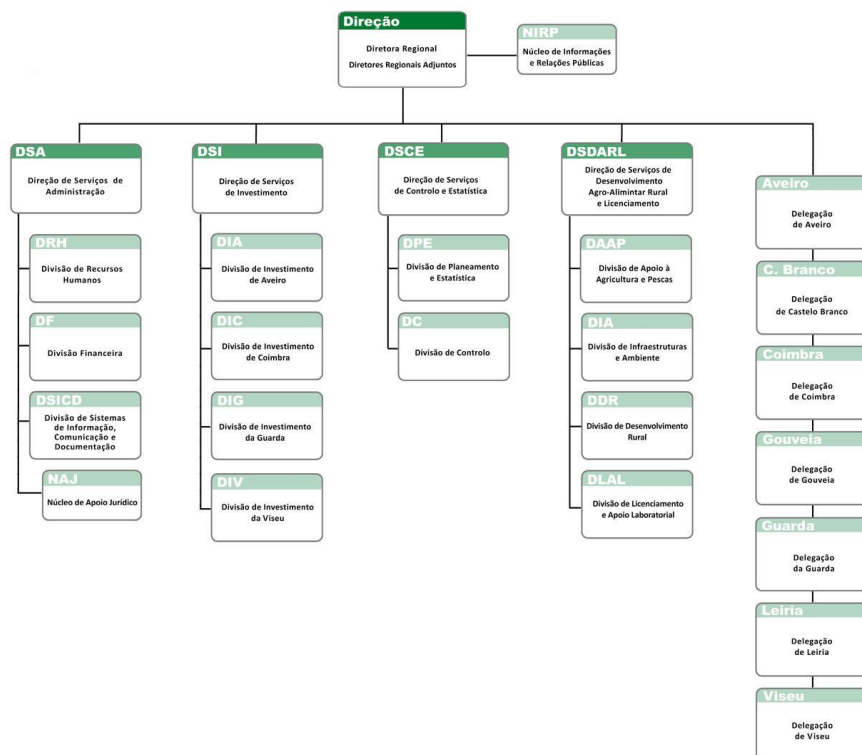 Direção
Diretora Regional
Diretores Regionais Adjuntos
NIRP
Núcleo de Informações
e Relações Públicas
DSA
Direção de Serviços de
Administração
DRH
Divisão de Recursos
Humanos
DF
Divisão Financeira
DSICD
Divisão de Sistemas
de Informação,
Comunicação e
Documentação
NAJ
Núcleo de Apoio Jurídico
DSI
Direção de Serviços
de Investimento
DIA
Divisão de Investimento
de Aveiro
DIC
Divisão de Investimento
de Coimbra
DIG
Divisão de Investimento
da Guarda
DIV
Divisão de Investimento
da Viseu
DSCE
Direção de Serviços
de Controlo e Estatística
DPE
Divisão de Planeamento
e Estatística
DC
Divisão de Controlo
DSDARL
Direção de Serviços de
Desenvolvimento
Agro-Alimintar Rural
e Licenciamento
DAAP
Divisão de Apoio à
Agricultura e Pescas
DIA
Divisão de Infraestruturas
e Ambiente
DDR
Divisão de Desenvolvimento
Rural
DLAL
Divisão de Licenciamento
e Apoio Laboratorial
Aveiro
Delegação
de Aveiro
C. Branco
Delegação
de Castelo Branco
Coimbra
Delegação
de Coimbra
Gouveia
Delegação
de Gouveia
Guarda
Delegação
da Guarda
Leiria
Delegação
de Leiria
Viseu
Delegação
de Viseu